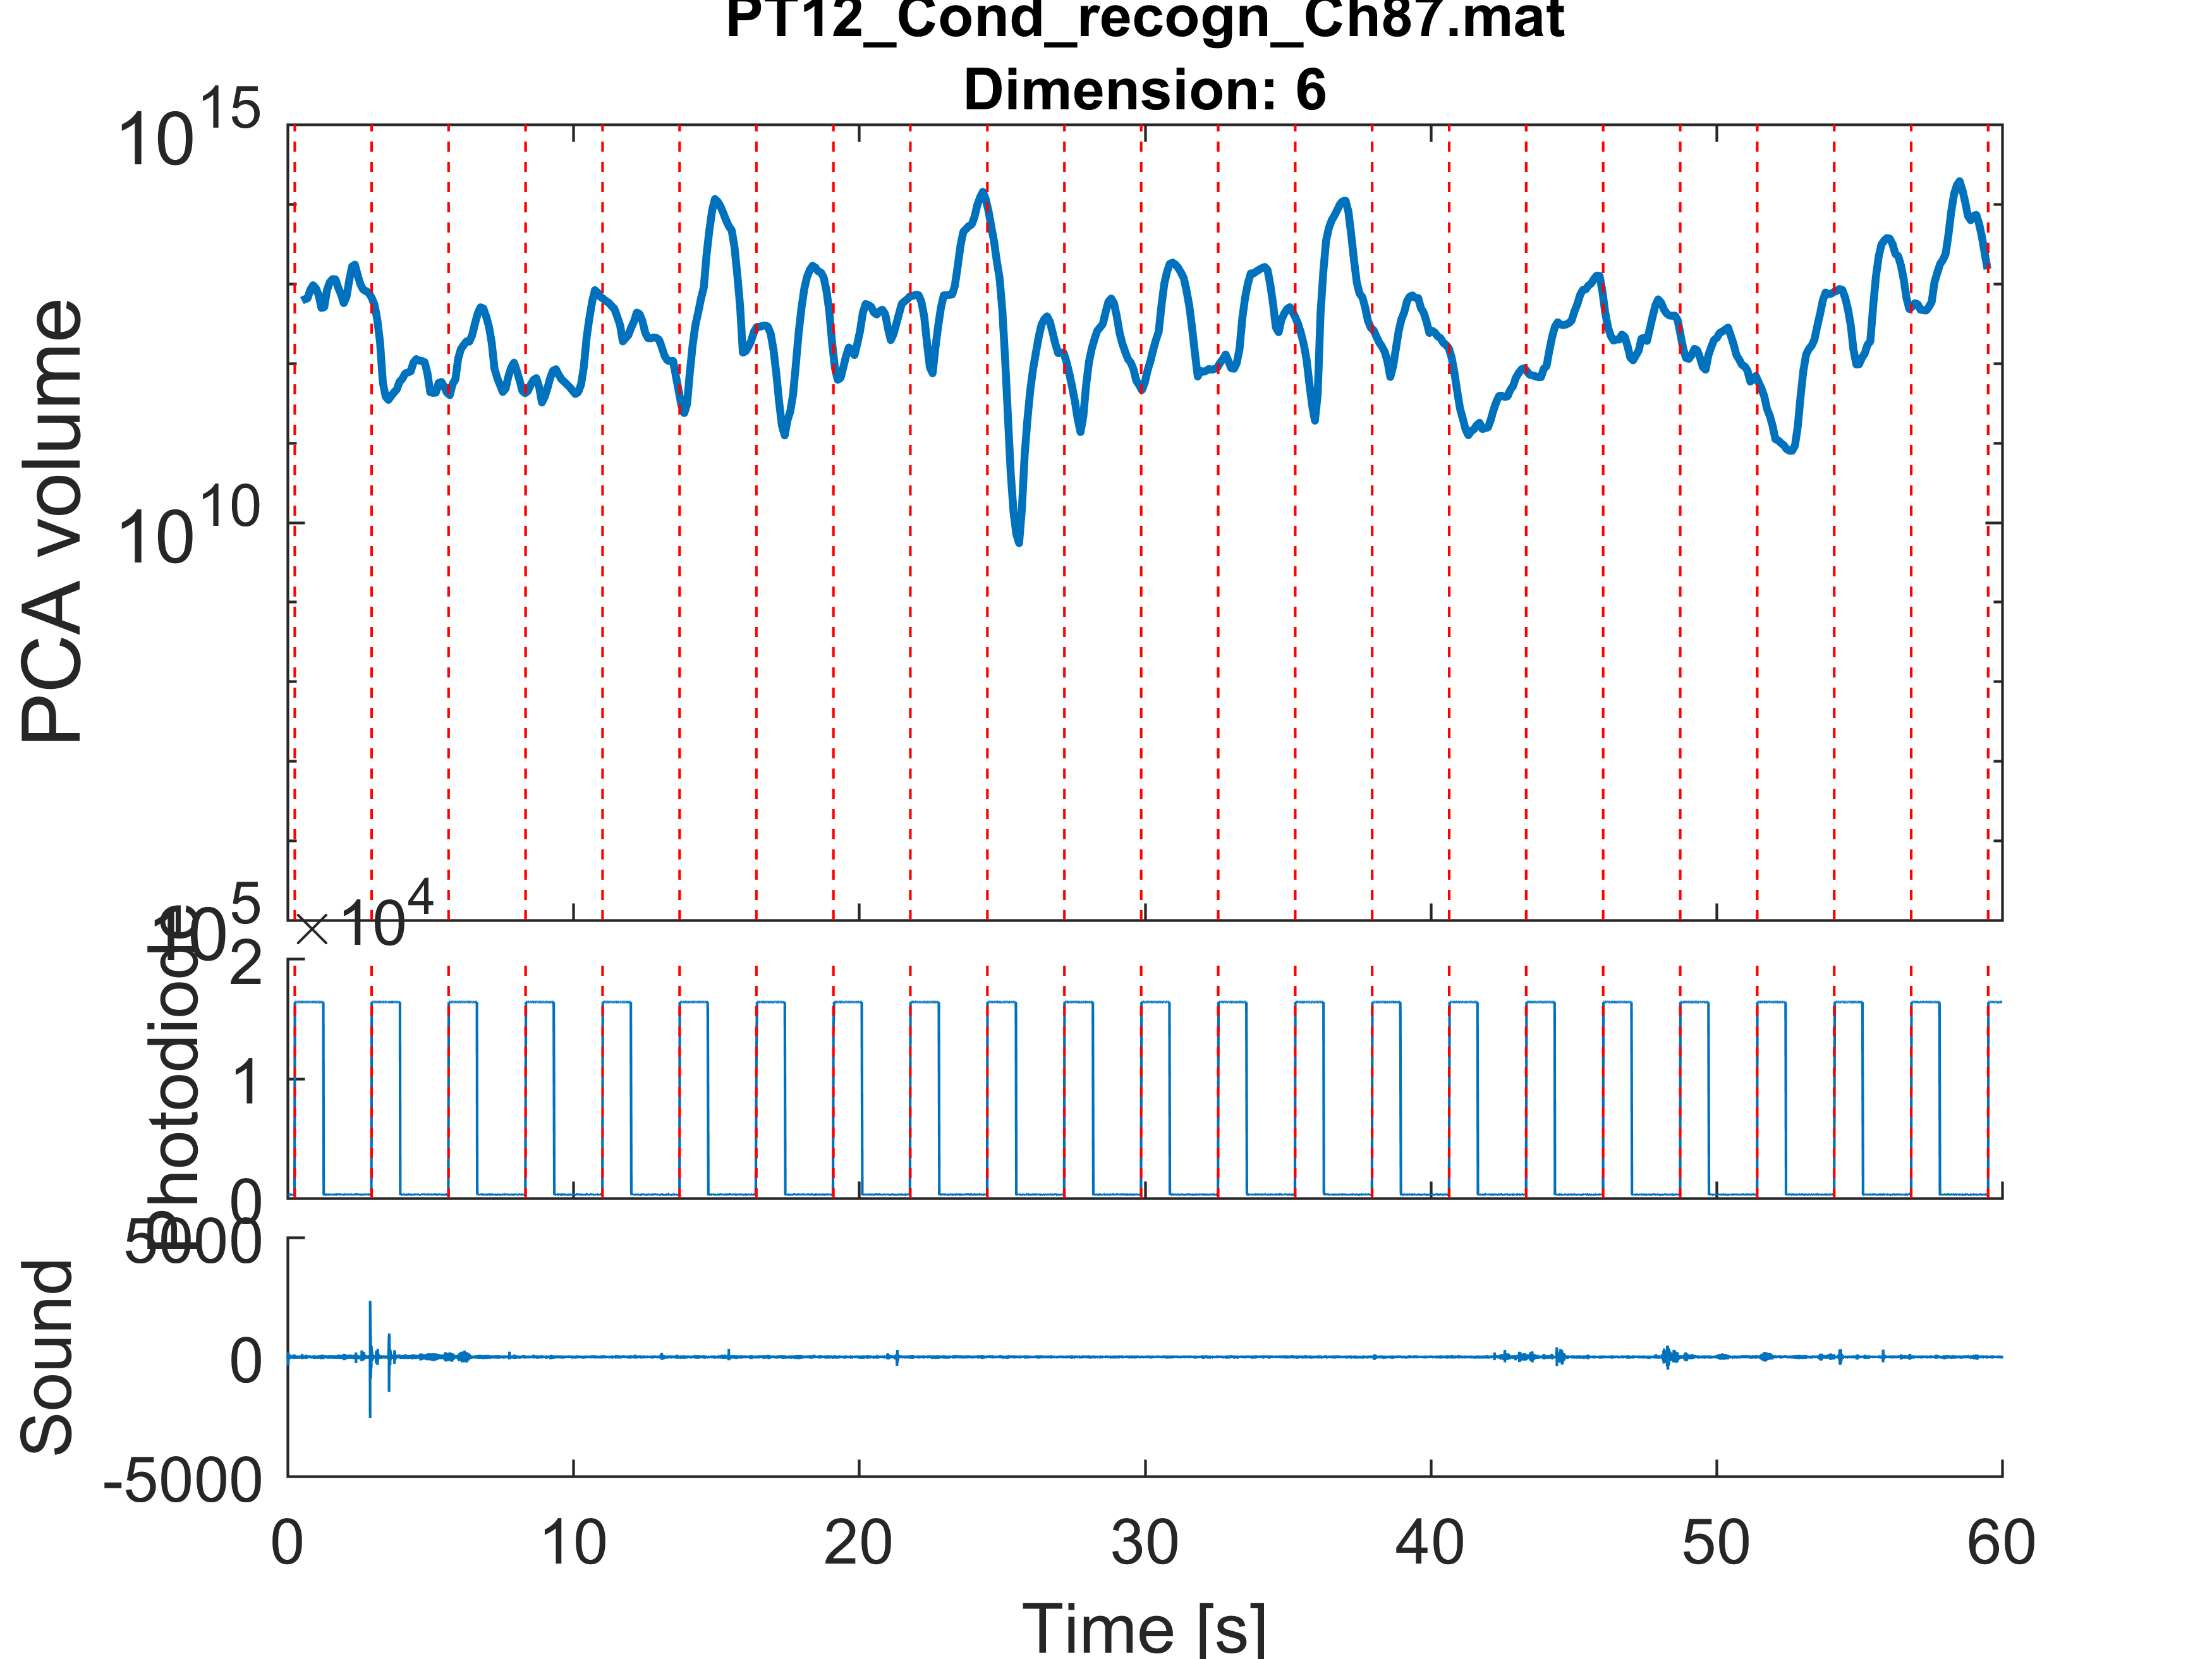 PT12_Cond_recogn_Ch87.mat
Dimension: 6
10^15
10^10
10^5
PCA volume
×10^4
2
1
0
Photodiode
5000
0
-5000
Sound
0 10 20 30 40 50 60
Time [s]